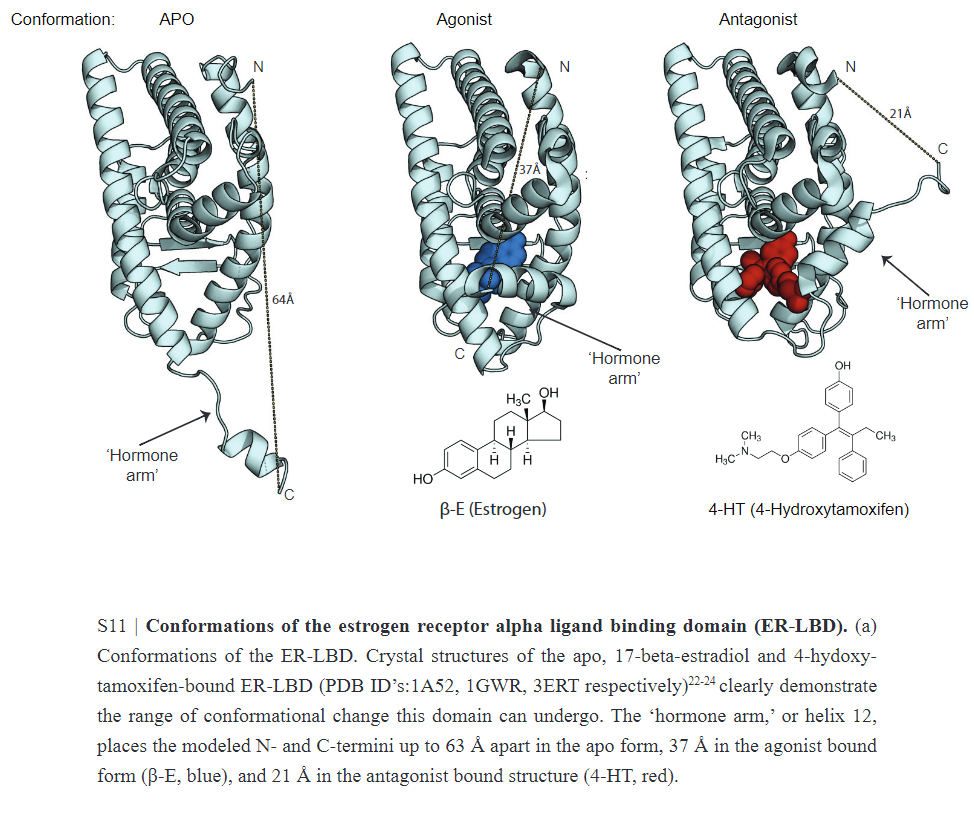 Conformation: APO Agonist Antagonist
N N N
21Å
C
37Å
:
64Å
'Hormone arm'
C
'Hormone arm'
'Hormone arm'
C
H₃C OH
H
H H
HO
β-E (Estrogen)
OH
CH₃
H₃C N
O
CH₃
4-HT (4-Hydroxytamoxifen)
S11 | Conformations of the estrogen receptor alpha ligand binding domain (ER-LBD). (a)
Conformations of the ER-LBD. Crystal structures of the apo, 17-beta-estradiol and 4-hydoxy-
tamoxifen-bound ER-LBD (PDB ID's:1A52, 1GWR, 3ERT respectively)²²⁻²⁴ clearly demonstrate
the range of conformational change this domain can undergo. The 'hormone arm,' or helix 12,
places the modeled N- and C-termini up to 63 Å apart in the apo form, 37 Å in the agonist bound
form (β-E, blue), and 21 Å in the antagonist bound structure (4-HT, red).